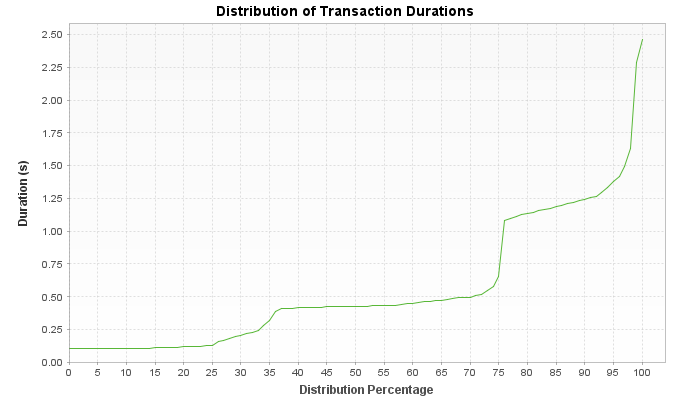 Distribution of Transaction Durations
2.50
2.25
2.00
1.75
1.50
1.25
1.00
0.75
0.50
0.25
0.00
Duration (s)
0 5 10 15 20 25 30 35 40 45 50 55 60 65 70 75 80 85 90 95 100
Distribution Percentage